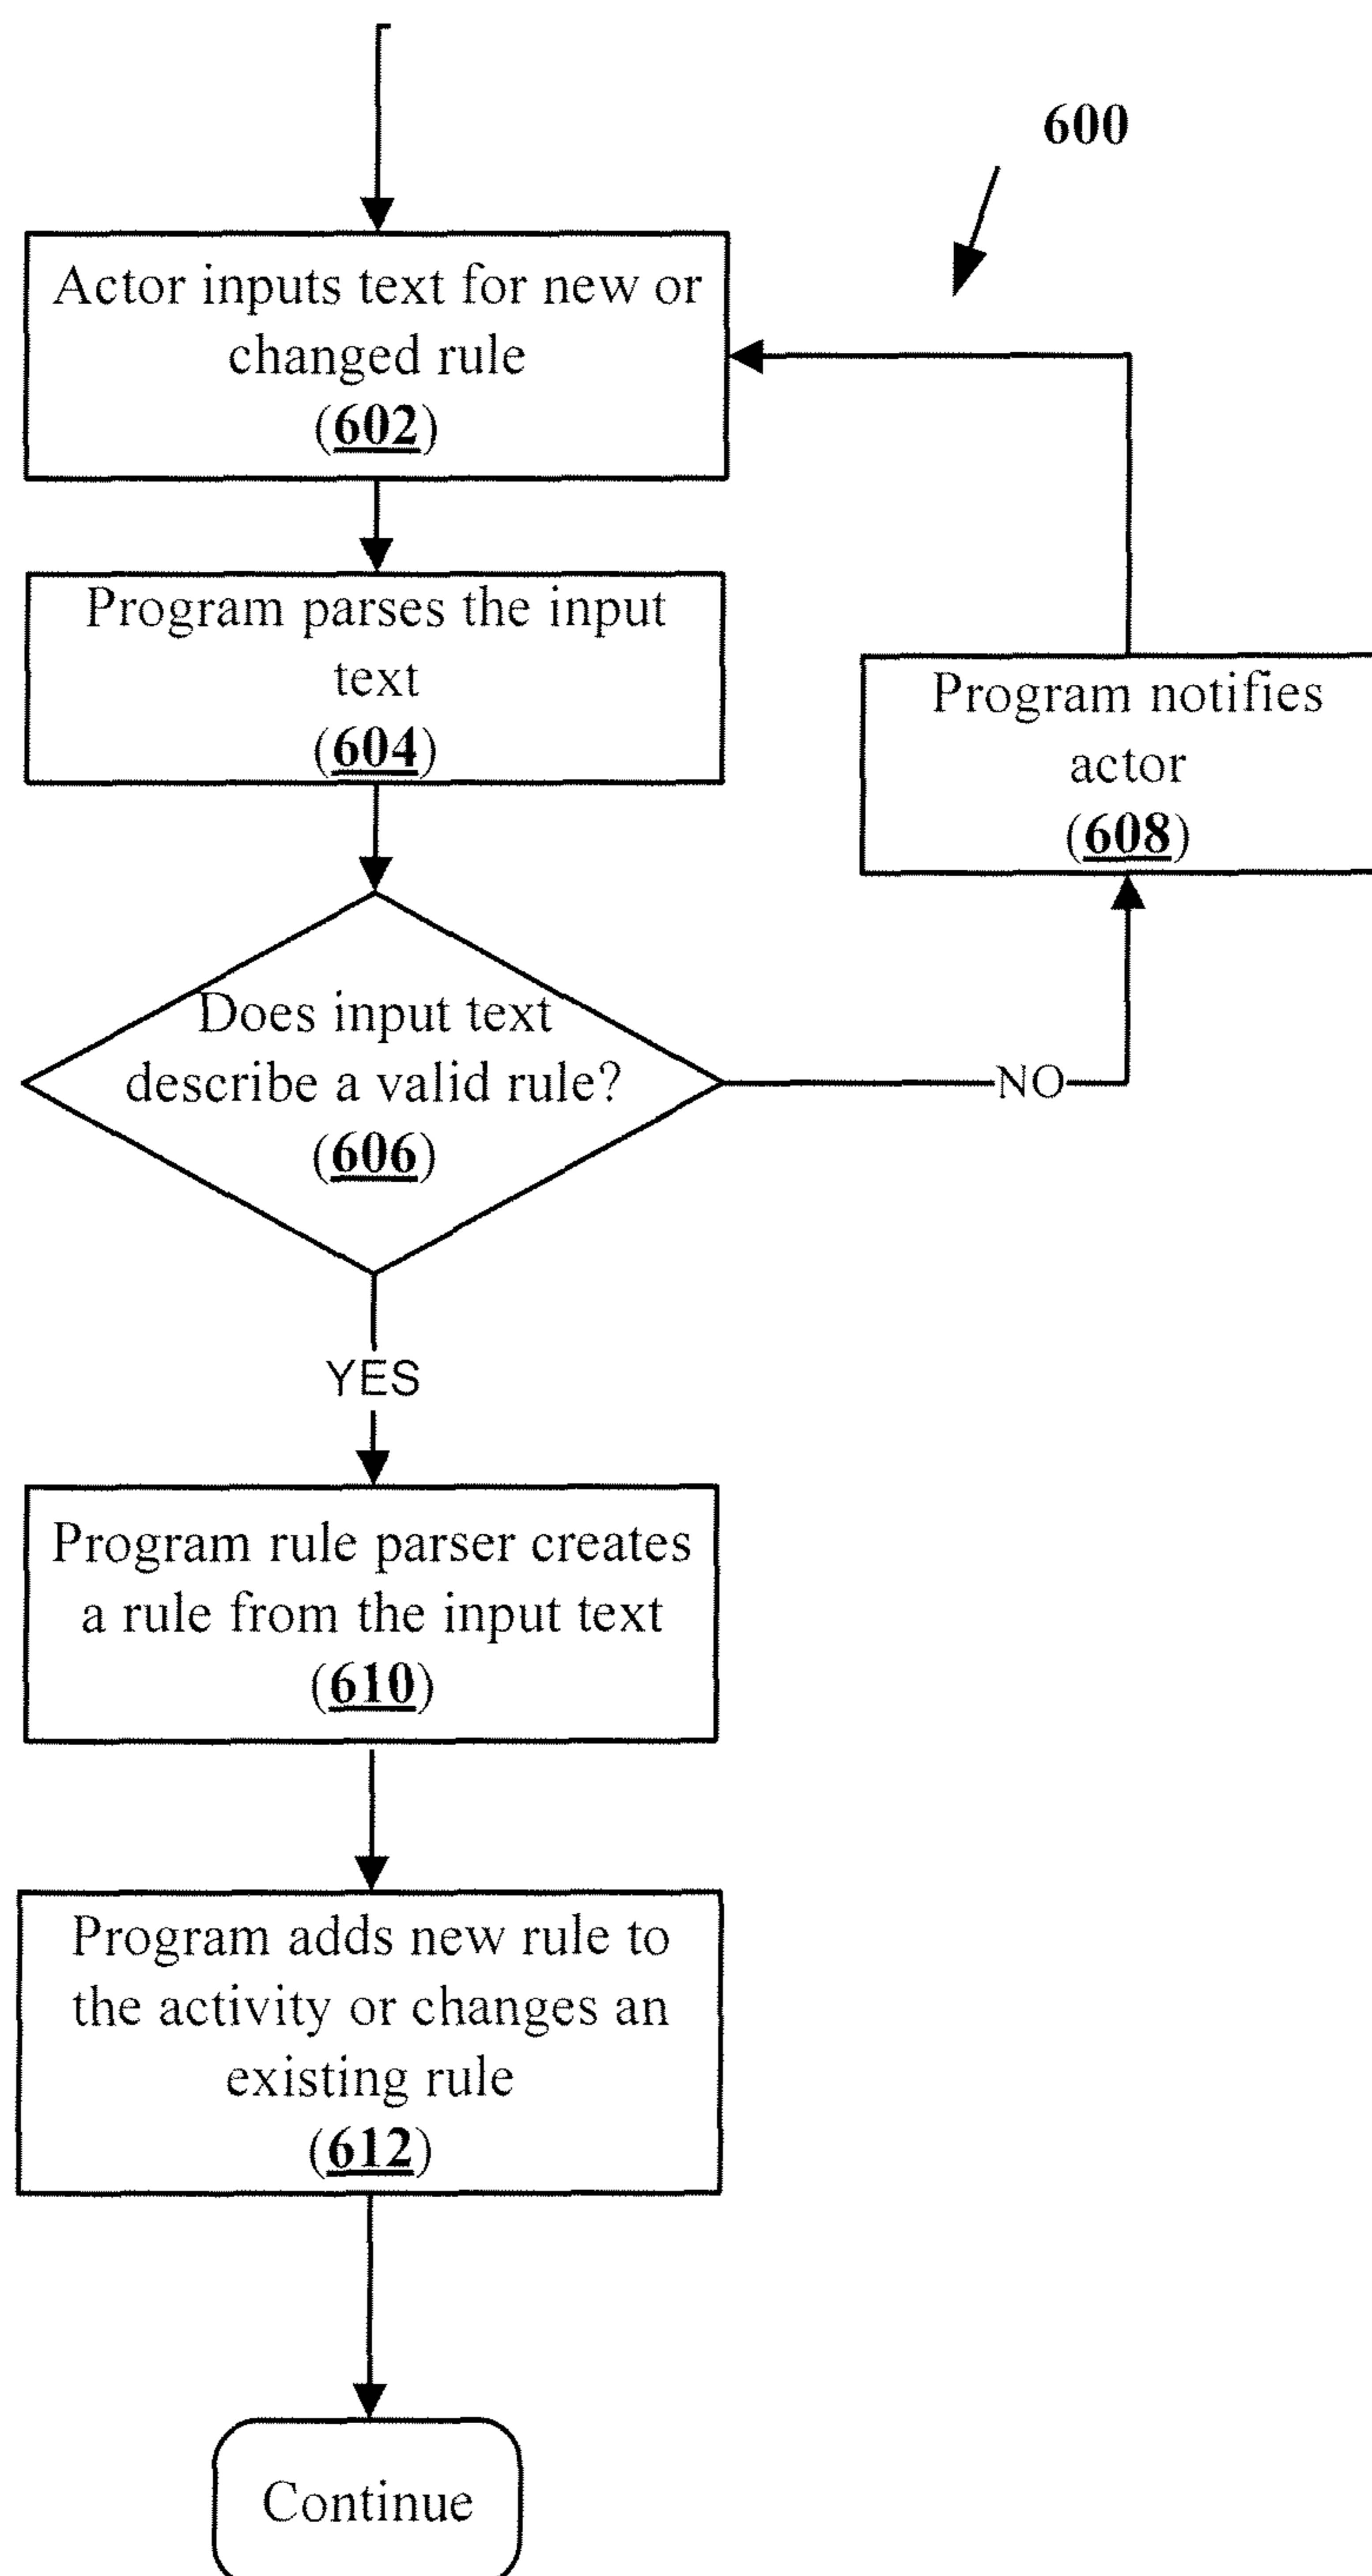 600
Actor inputs text for new or
changed rule
(602)
Program parses the input
text
(604)
Program notifies
actor
(608)
Does input text
describe a valid rule?
(606)
NO
YES
Program rule parser creates
a rule from the input text
(610)
Program adds new rule to
the activity or changes an
existing rule
(612)
Continue